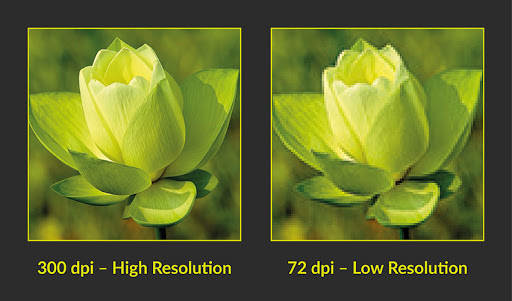 300 dpi – High Resolution
72 dpi – Low Resolution